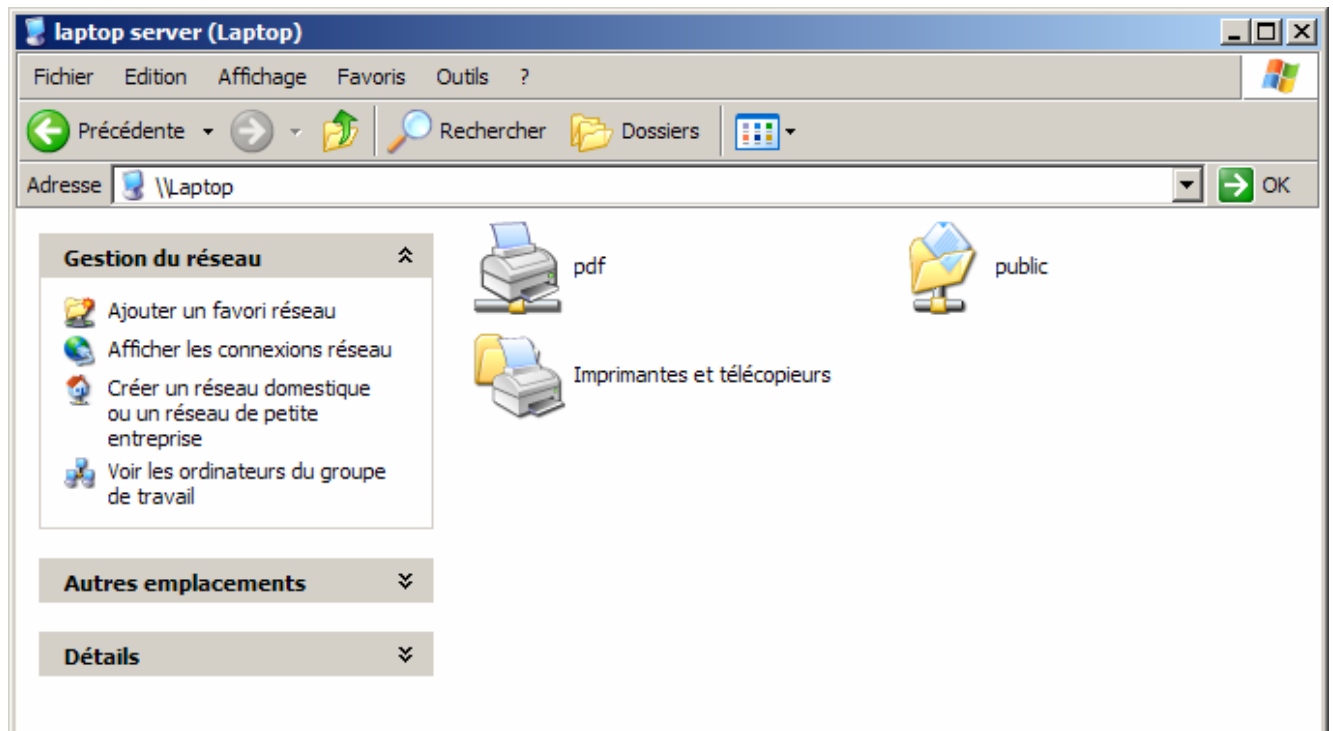 laptop server (Laptop)
Fichier Edition Affichage Favoris Outils ?
Précédente Rechercher Dossiers
Adresse \\Laptop OK
Gestion du réseau
Ajouter un favori réseau
Afficher les connexions réseau
Créer un réseau domestique
ou un réseau de petite
entreprise
Voir les ordinateurs du groupe
de travail
Autres emplacements
Détails
pdf
public
Imprimantes et télécopieurs